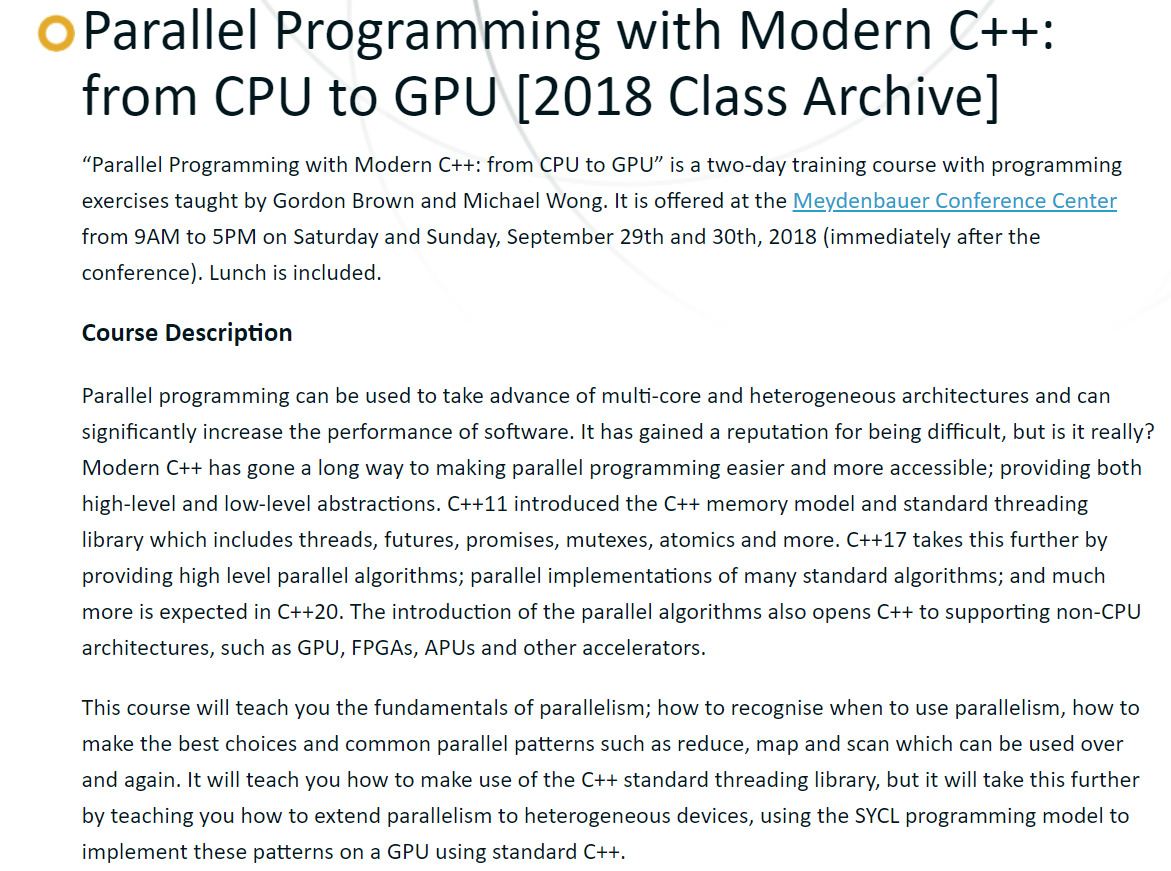 Parallel Programming with Modern C++:
from CPU to GPU [2018 Class Archive]
“Parallel Programming with Modern C++: from CPU to GPU” is a two-day training course with programming
exercises taught by Gordon Brown and Michael Wong. It is offered at the Meydenbauer Conference Center
from 9AM to 5PM on Saturday and Sunday, September 29th and 30th, 2018 (immediately after the
conference). Lunch is included.
Course Description
Parallel programming can be used to take advance of multi-core and heterogeneous architectures and can
significantly increase the performance of software. It has gained a reputation for being difficult, but is it really?
Modern C++ has gone a long way to making parallel programming easier and more accessible; providing both
high-level and low-level abstractions. C++11 introduced the C++ memory model and standard threading
library which includes threads, futures, promises, mutexes, atomics and more. C++17 takes this further by
providing high level parallel algorithms; parallel implementations of many standard algorithms; and much
more is expected in C++20. The introduction of the parallel algorithms also opens C++ to supporting non-CPU
architectures, such as GPU, FPGAs, APUs and other accelerators.
This course will teach you the fundamentals of parallelism; how to recognise when to use parallelism, how to
make the best choices and common parallel patterns such as reduce, map and scan which can be used over
and again. It will teach you how to make use of the C++ standard threading library, but it will take this further
by teaching you how to extend parallelism to heterogeneous devices, using the SYCL programming model to
implement these patterns on a GPU using standard C++.